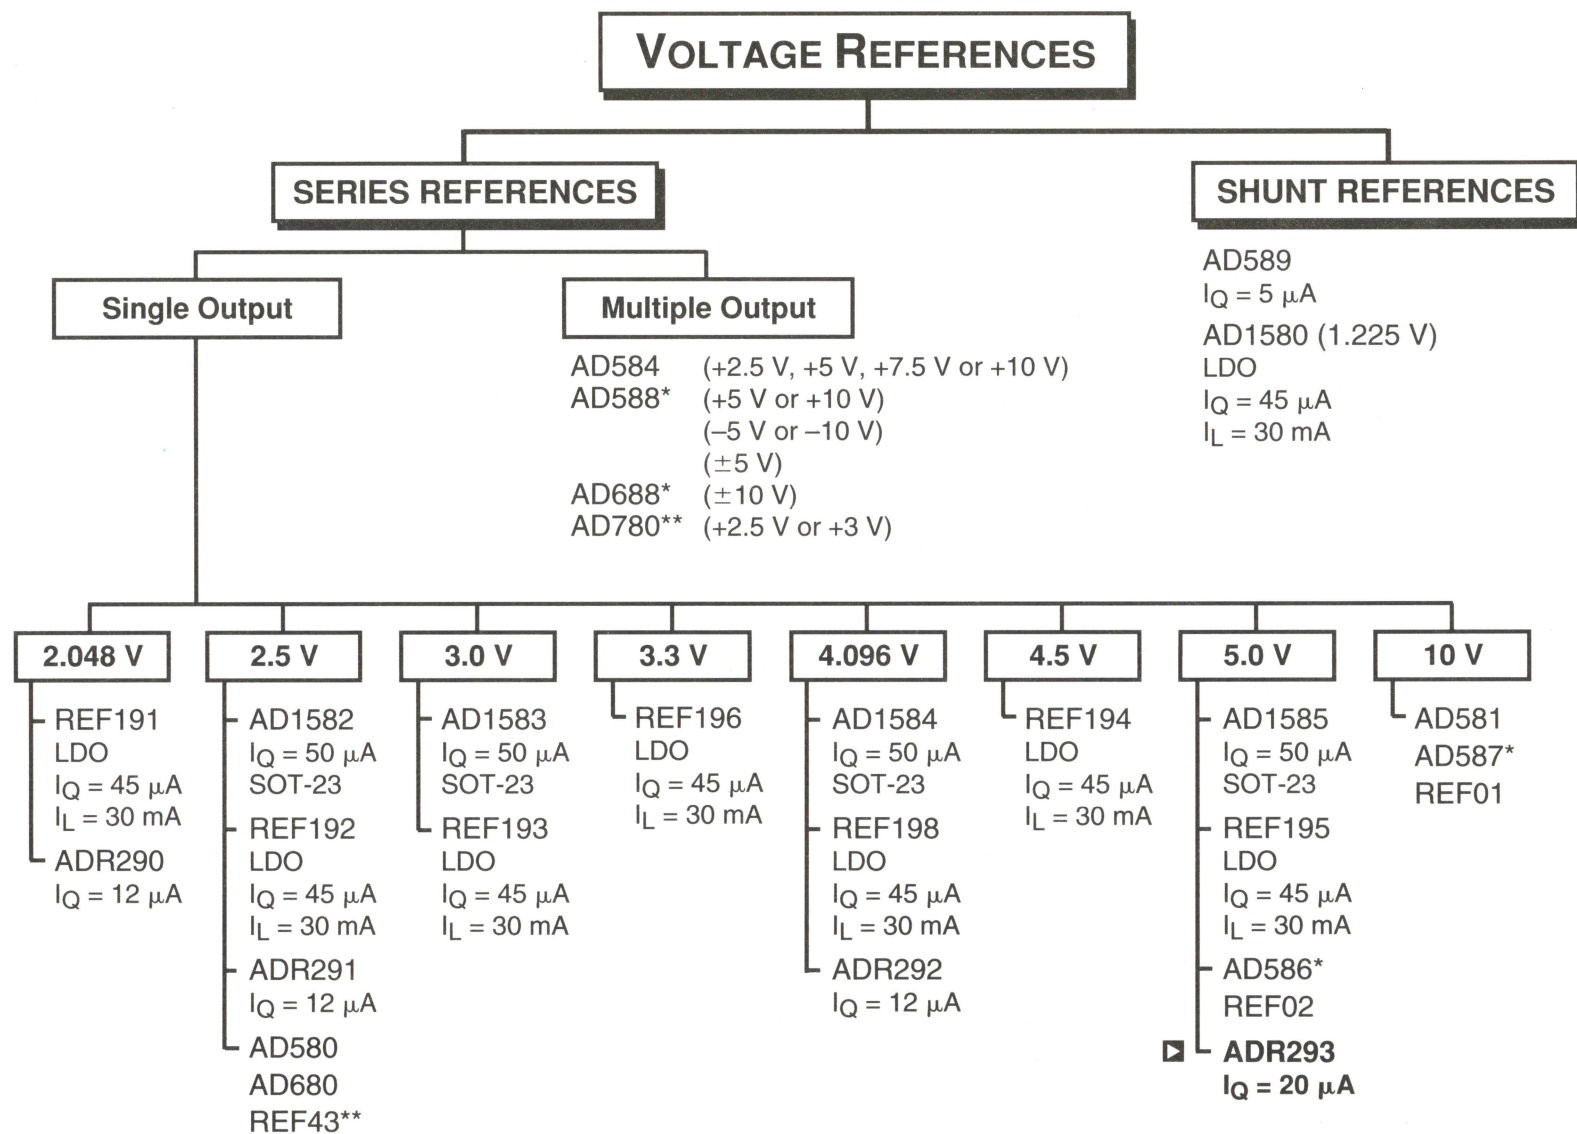 VOLTAGE REFERENCES
SERIES REFERENCES
SHUNT REFERENCES
AD589
IQ = 5 μA
AD1580 (1.225 V)
LDO
IQ = 45 μA
IL = 30 mA
Single Output
Multiple Output
AD584 (+2.5 V, +5 V, +7.5 V or +10 V)
AD588* (+5 V or +10 V)
(–5 V or –10 V)
(±5 V)
AD688* (±10 V)
AD780** (+2.5 V or +3 V)
2.048 V
REF191
LDO
IQ = 45 μA
IL = 30 mA
ADR290
IQ = 12 μA
2.5 V
AD1582
IQ = 50 μA
SOT-23
REF192
LDO
IQ = 45 μA
IL = 30 mA
ADR291
IQ = 12 μA
AD580
AD680
REF43**
3.0 V
AD1583
IQ = 50 μA
SOT-23
REF193
LDO
IQ = 45 μA
IL = 30 mA
3.3 V
REF196
LDO
IQ = 45 μA
IL = 30 mA
4.096 V
AD1584
IQ = 50 μA
SOT-23
REF198
LDO
IQ = 45 μA
IL = 30 mA
ADR292
IQ = 12 μA
4.5 V
REF194
LDO
IQ = 45 μA
IL = 30 mA
5.0 V
AD1585
IQ = 50 μA
SOT-23
REF195
LDO
IQ = 45 μA
IL = 30 mA
AD586*
REF02
ADR293
IQ = 20 μA
10 V
AD581
AD587*
REF01